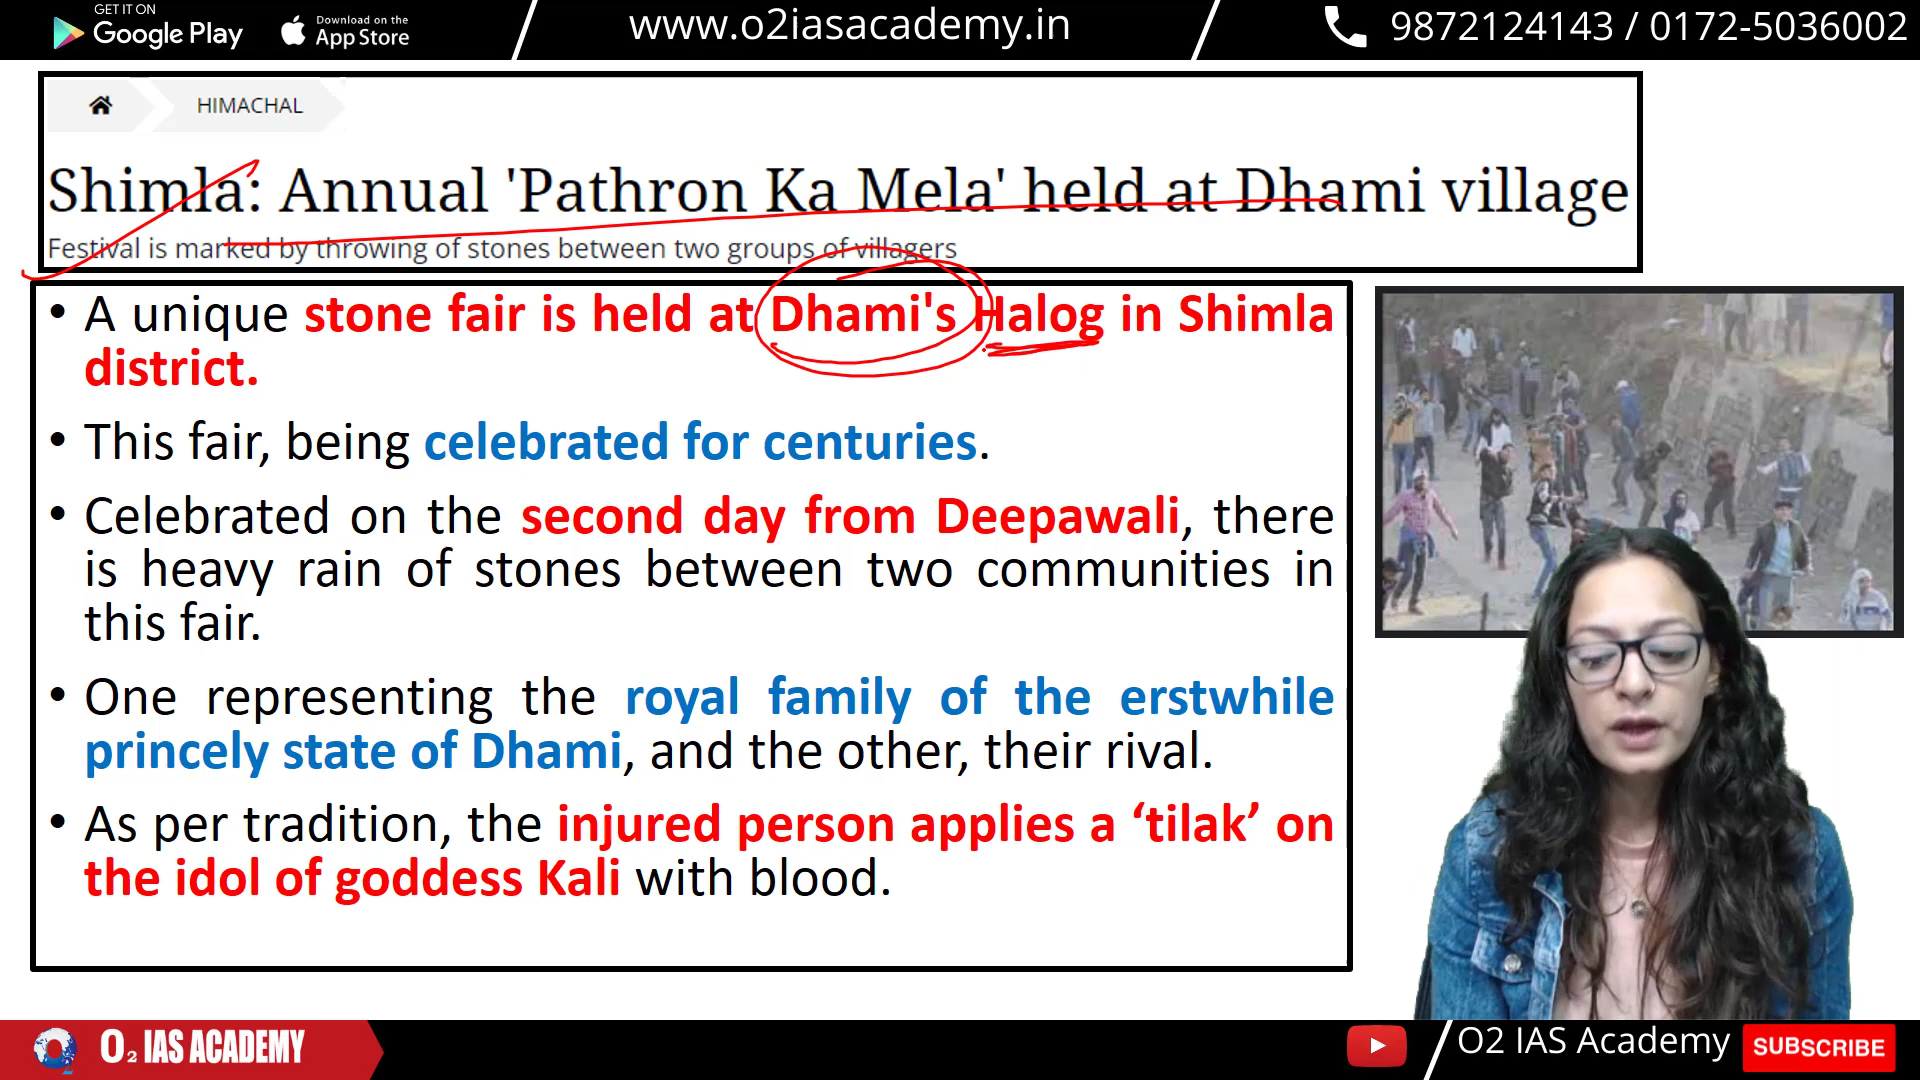 GET IT ON
Google Play
Download on the
App Store
www.o2iasacademy.in
9872124143 / 0172-5036002
HIMACHAL
Shimla: Annual 'Pathron Ka Mela' held at Dhami village
Festival is marked by throwing of stones between two groups of villagers
• A unique stone fair is held at Dhami's Halog in Shimla
district.
• This fair, being celebrated for centuries.
• Celebrated on the second day from Deepawali, there
is heavy rain of stones between two communities in
this fair.
• One representing the royal family of the erstwhile
princely state of Dhami, and the other, their rival.
• As per tradition, the injured person applies a ‘tilak’ on
the idol of goddess Kali with blood.
O2 IAS ACADEMY
O2 IAS Academy
SUBSCRIBE